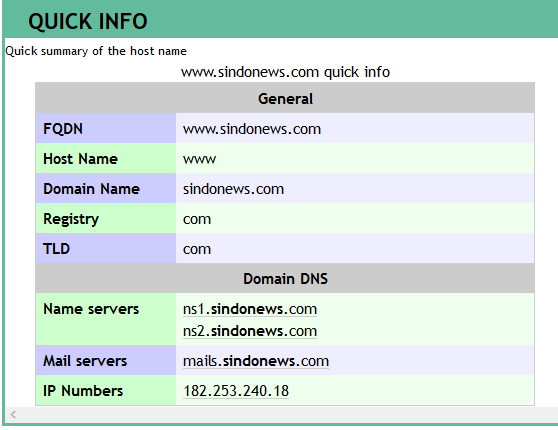 QUICK INFO
Quick summary of the host name
www.sindonews.com quick info
General
FQDN www.sindonews.com
Host Name www
Domain Name sindonews.com
Registry com
TLD com
Domain DNS
Name servers ns1.sindonews.com
ns2.sindonews.com
Mail servers mails.sindonews.com
IP Numbers 182.253.240.18